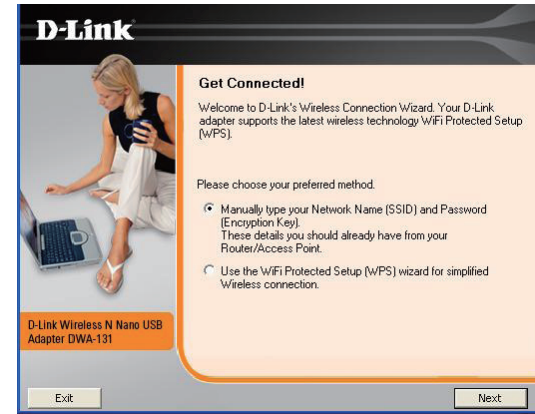 D-Link
Get Connected!
Welcome to D-Link's Wireless Connection Wizard. Your D-Link
adapter supports the latest wireless technology WiFi Protected Setup
(WPS).
Please choose your preferred method.
Manually type your Network Name (SSID) and Password
(Encryption Key).
These details you should already have from your
Router/Access Point.
Use the WiFi Protected Setup (WPS) wizard for simplified
Wireless connection.
D-Link Wireless N Nano USB
Adapter DWA-131
Exit
Next